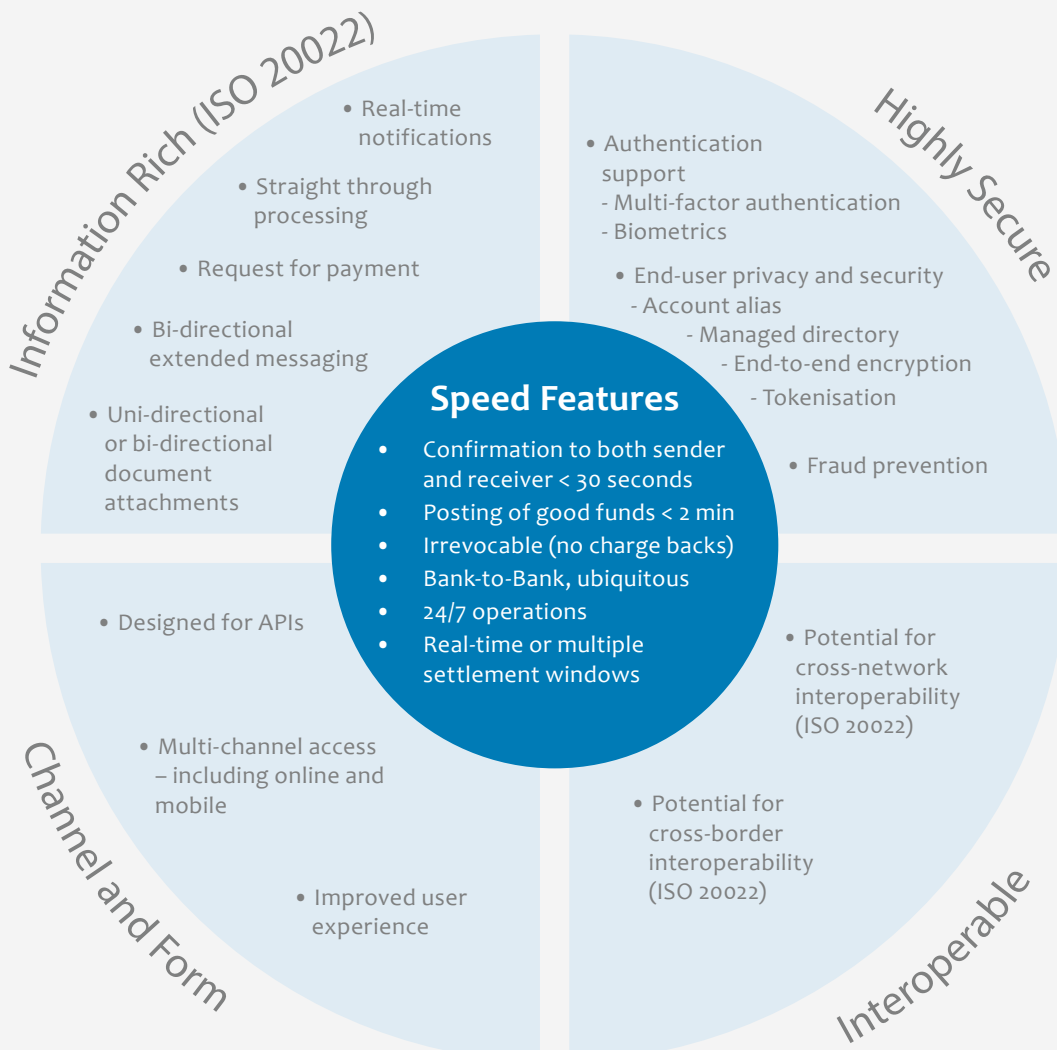 Information Rich (ISO 20022)
• Real-time
notifications
• Straight through
processing
• Request for payment
• Bi-directional
extended messaging
• Uni-directional
or bi-directional
document
attachments
Highly Secure
• Authentication
support
- Multi-factor authentication
- Biometrics
• End-user privacy and security
- Account alias
- Managed directory
- End-to-end encryption
- Tokenisation
• Fraud prevention
Speed Features
• Confirmation to both sender
and receiver < 30 seconds
• Posting of good funds < 2 min
• Irrevocable (no charge backs)
• Bank-to-Bank, ubiquitous
• 24/7 operations
• Real-time or multiple
settlement windows
Channel and Form
• Designed for APIs
• Multi-channel access
– including online and
mobile
• Improved user
experience
Interoperable
• Potential for
cross-network
interoperability
(ISO 20022)
• Potential for
cross-border
interoperability
(ISO 20022)